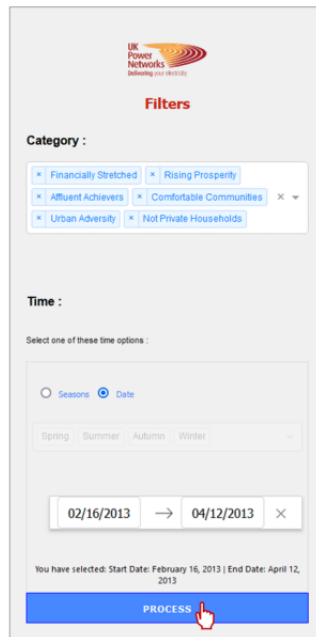 UK
Power
Networks
Delivering your electricity
Filters
Category :
× Financially Stretched × Rising Prosperity
× Affluent Achievers × Comfortable Communities ×
× Urban Adversity × Not Private Households
Time :
Select one of these time options :
Seasons Date
Spring Summer Autumn Winter
02/16/2013 → 04/12/2013 ×
You have selected: Start Date: February 16, 2013 | End Date: April 12,
2013
PROCESS